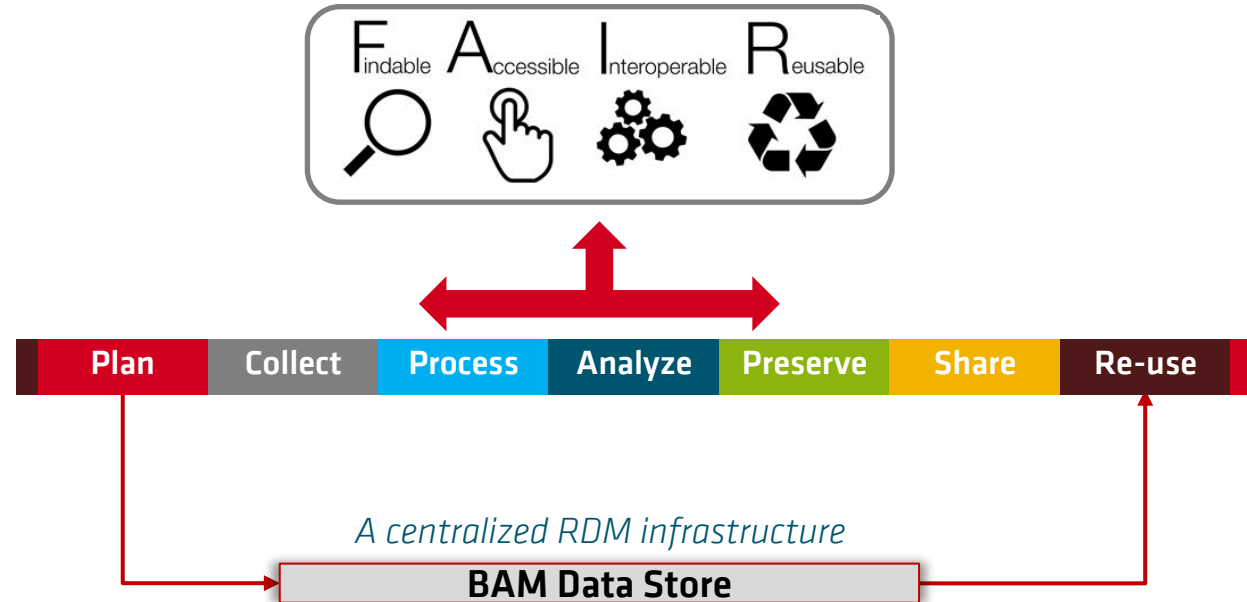 Findable Accessible Interoperable Reusable
Plan Collect Process Analyze Preserve Share Re-use
A centralized RDM infrastructure
BAM Data Store